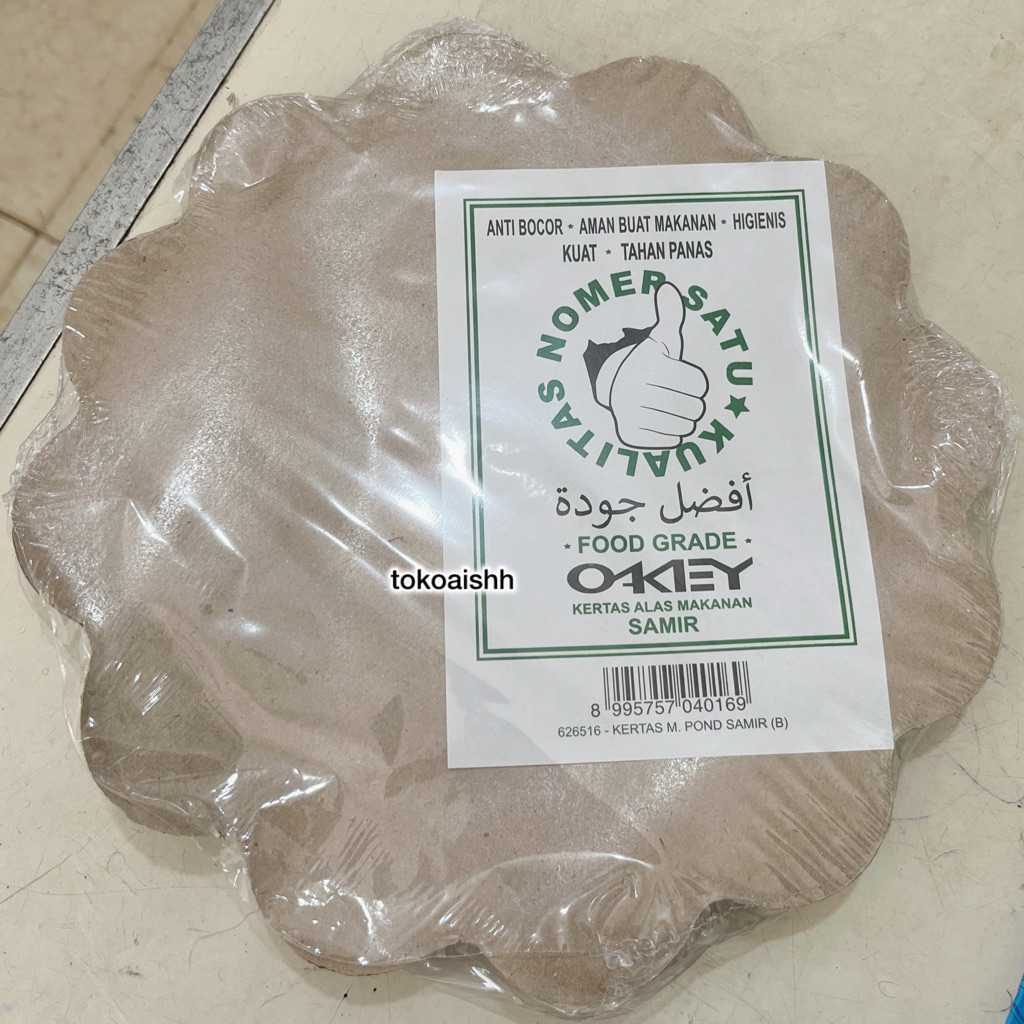 ANTI BOCOR ★ AMAN BUAT MAKANAN ★ HIGIENIS
KUAT ★ TAHAN PANAS
KUALITAS NOMER SATU ★
أفضل جودة
★ FOOD GRADE ★
OAKLEY
KERTAS ALAS MAKANAN
SAMIR
8 995757 040169
626516 - KERTAS M. POND SAMIR (B)
tokoaishh